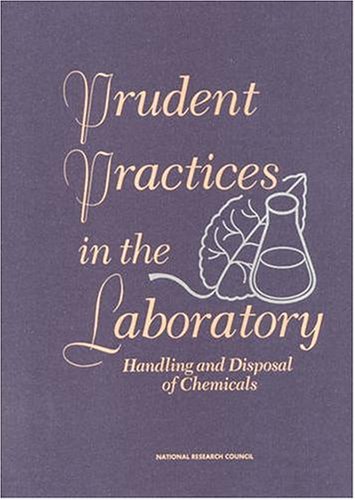 Prudent
Practices
in the
Laboratory
Handling and Disposal
of Chemicals
NATIONAL RESEARCH COUNCIL